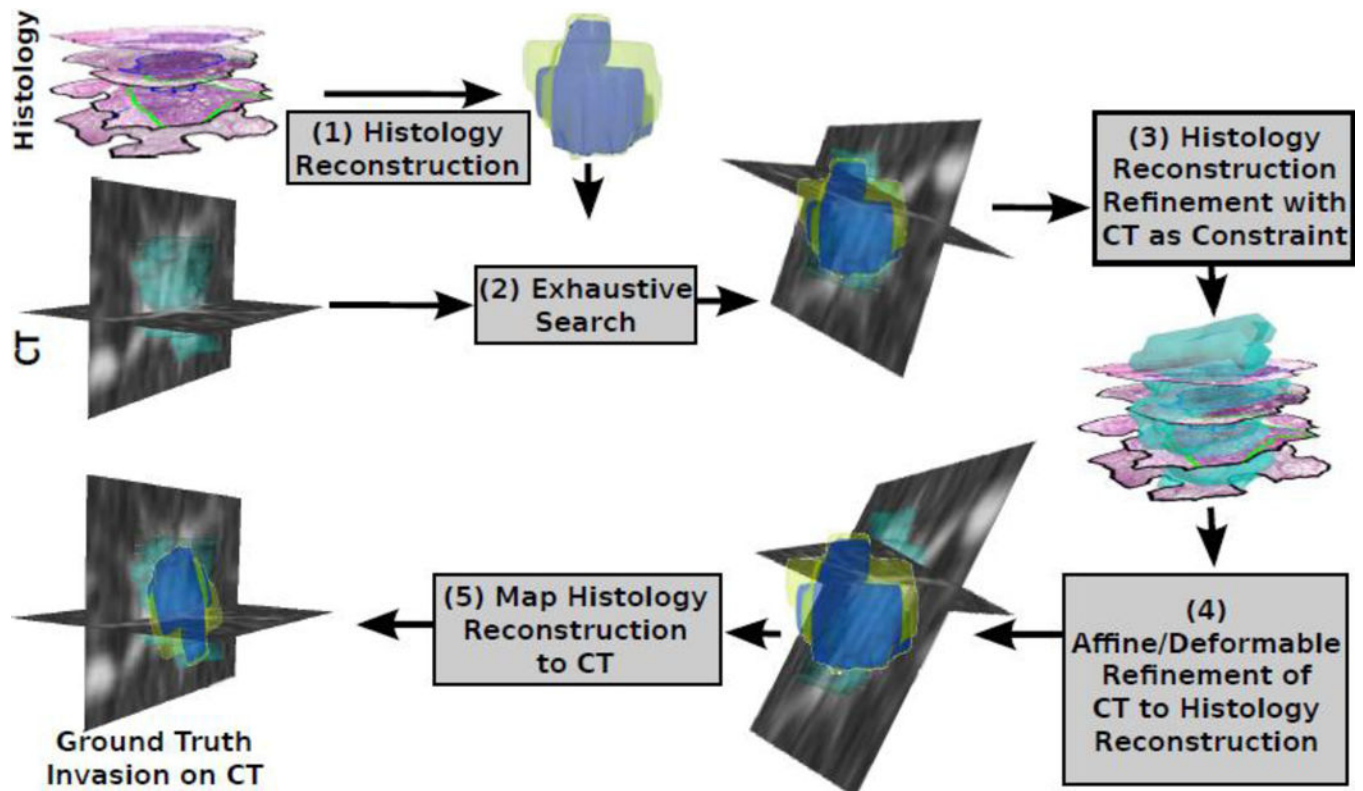 Histology
(1) Histology
Reconstruction
(3) Histology
Reconstruction
Refinement with
CT as Constraint
CT
(2) Exhaustive
Search
(4)
Affine/Deformable
Refinement of
CT to Histology
Reconstruction
(5) Map Histology
Reconstruction
to CT
Ground Truth
Invasion on CT